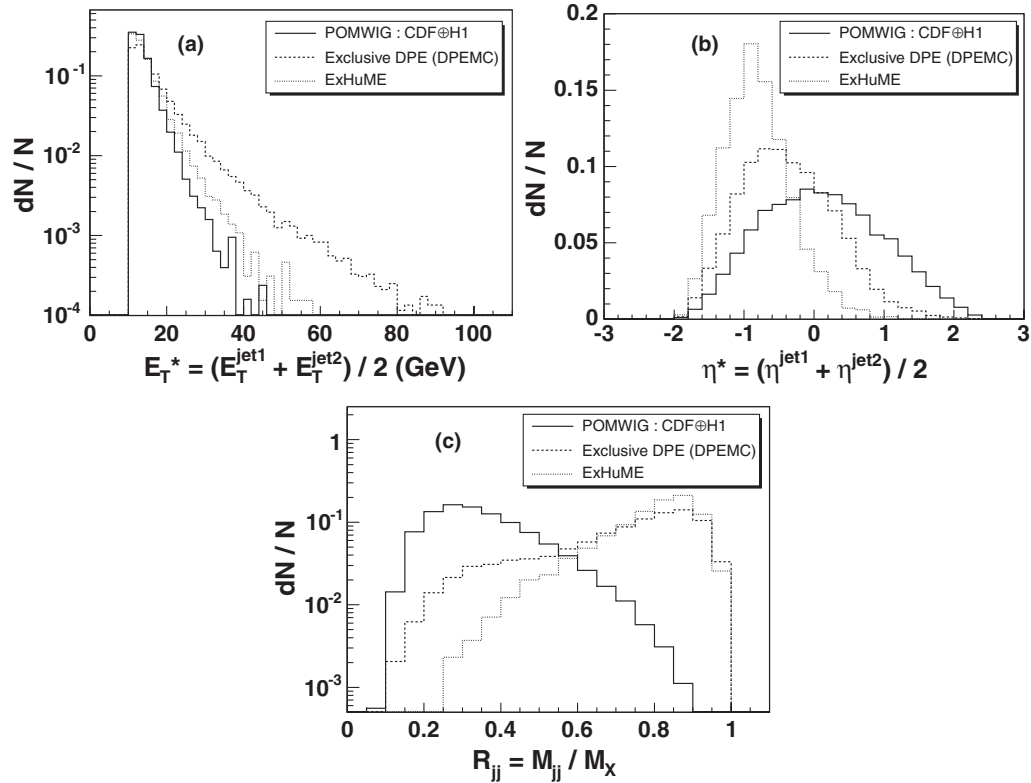 (a)
POMWIG : CDF⊕H1
Exclusive DPE (DPEMC)
ExHuME
dN / N
10⁻¹
10⁻²
10⁻³
10⁻⁴
0 20 40 60 80 100
E_T* = (E_T^jet1 + E_T^jet2) / 2 (GeV)
(b)
POMWIG : CDF⊕H1
Exclusive DPE (DPEMC)
ExHuME
dN / N
0.2
0.15
0.1
0.05
0
-3 -2 -1 0 1 2 3
η* = (η^jet1 + η^jet2) / 2
(c)
POMWIG : CDF⊕H1
Exclusive DPE (DPEMC)
ExHuME
dN / N
1
10⁻¹
10⁻²
10⁻³
0 0.2 0.4 0.6 0.8 1
R_jj = M_jj / M_X